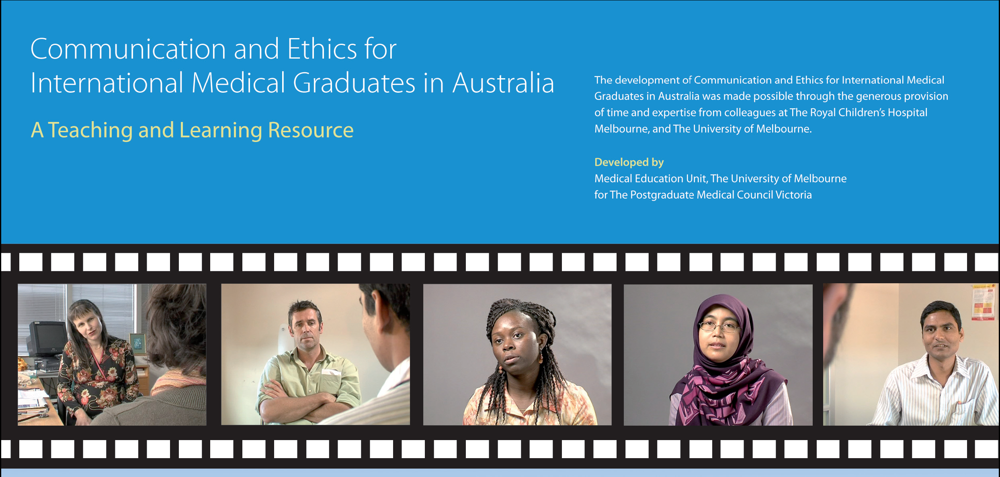 Communication and Ethics for
International Medical Graduates in Australia
A Teaching and Learning Resource
The development of Communication and Ethics for International Medical
Graduates in Australia was made possible through the generous provision
of time and expertise from colleagues at The Royal Children’s Hospital
Melbourne, and The University of Melbourne.
Developed by
Medical Education Unit, The University of Melbourne
for The Postgraduate Medical Council Victoria